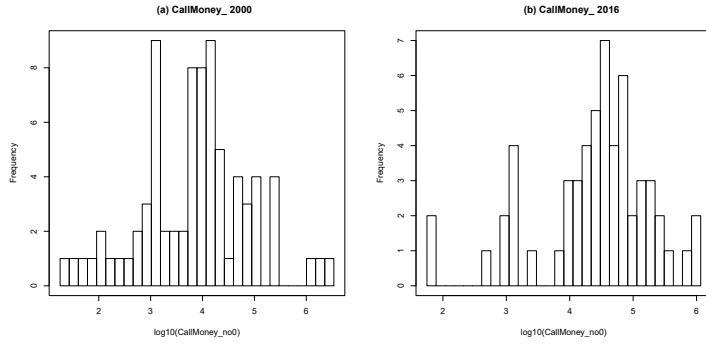 (a) CallMoney_ 2000
Frequency
8
6
4
2
0
2 3 4 5 6
log10(CallMoney_no0)
(b) CallMoney_ 2016
Frequency
7
6
5
4
3
2
1
0
2 3 4 5 6
log10(CallMoney_no0)